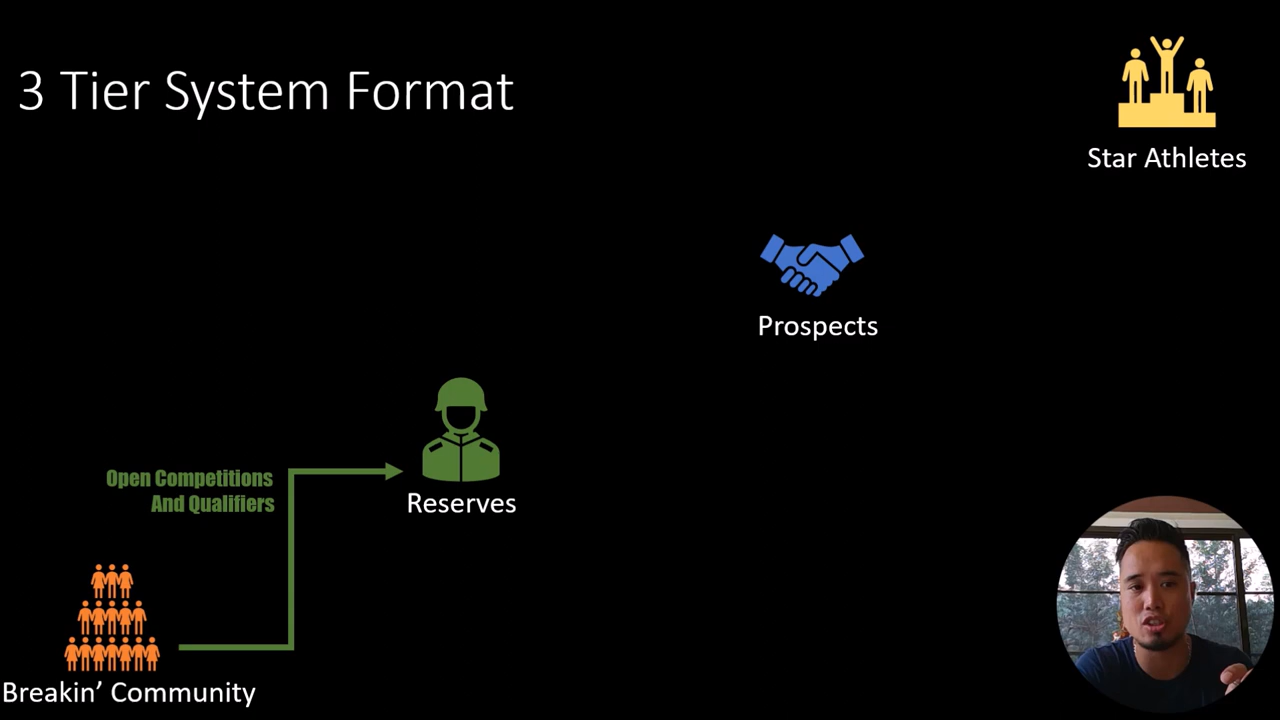 3 Tier System Format
Star Athletes
Prospects
Open Competitions
And Qualifiers
Reserves
Breakin’ Community